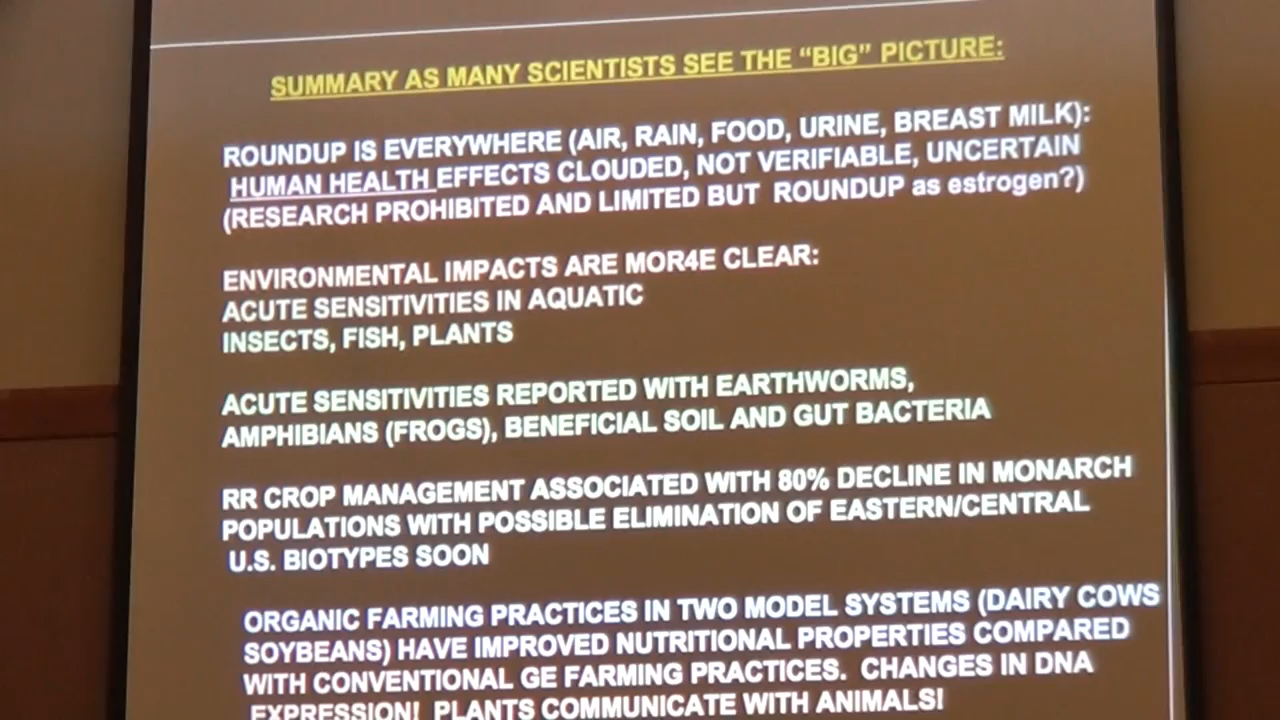 SUMMARY AS MANY SCIENTISTS SEE THE “BIG” PICTURE:
ROUNDUP IS EVERYWHERE (AIR, RAIN, FOOD, URINE, BREAST MILK):
HUMAN HEALTH EFFECTS CLOUDED, NOT VERIFIABLE, UNCERTAIN
(RESEARCH PROHIBITED AND LIMITED BUT ROUNDUP as estrogen?)
ENVIRONMENTAL IMPACTS ARE MOR4E CLEAR:
ACUTE SENSITIVITIES IN AQUATIC
INSECTS, FISH, PLANTS
ACUTE SENSITIVITIES REPORTED WITH EARTHWORMS,
AMPHIBIANS (FROGS), BENEFICIAL SOIL AND GUT BACTERIA
RR CROP MANAGEMENT ASSOCIATED WITH 80% DECLINE IN MONARCH
POPULATIONS WITH POSSIBLE ELIMINATION OF EASTERN/CENTRAL
U.S. BIOTYPES SOON
ORGANIC FARMING PRACTICES IN TWO MODEL SYSTEMS (DAIRY COWS
SOYBEANS) HAVE IMPROVED NUTRITIONAL PROPERTIES COMPARED
WITH CONVENTIONAL GE FARMING PRACTICES. CHANGES IN DNA
EXPRESSION! PLANTS COMMUNICATE WITH ANIMALS!